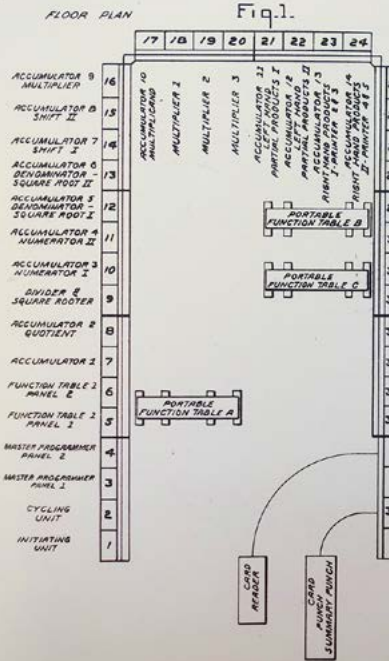 FLOOR PLAN
Fig.1.
17 18 19 20 21 22 23 24
ACCUMULATOR 10
MULTIPLICAND
MULTIPLIER 1
MULTIPLIER 2
MULTIPLIER 3
ACCUMULATOR 11
LEFT HAND
PARTIAL PRODUCTS I
ACCUMULATOR 12
LEFT HAND
PARTIAL PRODUCTS II
ACCUMULATOR 13
RIGHT HAND PRODUCTS
ACCUMULATOR 14
RIGHT HAND PRODUCTS
ACCUMULATOR 9
MULTIPLIER
16
ACCUMULATOR 8
SHIFT II
15
ACCUMULATOR 7
SHIFT I
14
ACCUMULATOR 6
DENOMINATOR -
SQUARE ROOT II
13
ACCUMULATOR 5
DENOMINATOR -
SQUARE ROOT I
12
ACCUMULATOR 4
NUMERATOR II
11
ACCUMULATOR 3
NUMERATOR I
10
DIVIDER &
SQUARE ROOTER
9
ACCUMULATOR 2
QUOTIENT
8
ACCUMULATOR 1
7
FUNCTION TABLE 1
PANEL 2
6
FUNCTION TABLE 1
PANEL 1
5
MASTER PROGRAMMER
PANEL 2
4
MASTER PROGRAMMER
PANEL 1
3
CYCLING
UNIT
2
INITIATING
UNIT
1
PORTABLE
FUNCTION TABLE B
PORTABLE
FUNCTION TABLE C
PORTABLE
FUNCTION TABLE A
CARD
READER
CARD
PUNCH
SUMMARY PUNCH